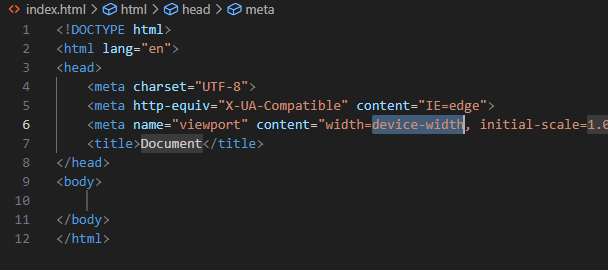 index.html > html > head > meta
1 <!DOCTYPE html>
2 <html lang="en">
3 <head>
4 <meta charset="UTF-8">
5 <meta http-equiv="X-UA-Compatible" content="IE=edge">
6 <meta name="viewport" content="width=device-width, initial-scale=1.0
7 <title>Document</title>
8 </head>
9 <body>
10
11 </body>
12 </html>